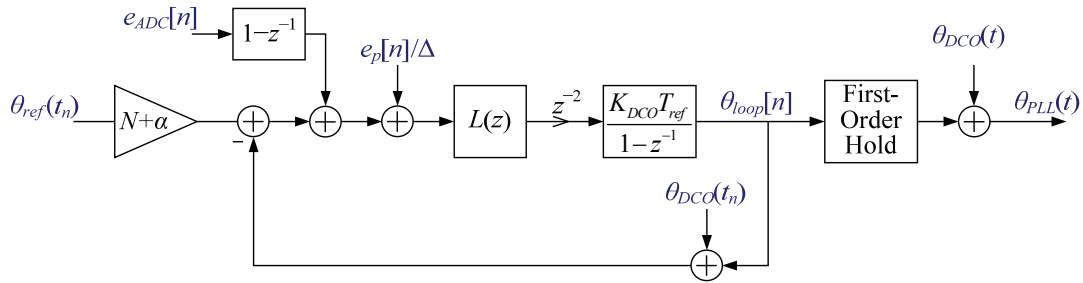 e_ADC[n]
1−z⁻¹
e_p[n]/Δ
θ_ref(t_n)
N+α
−
L(z)
z⁻²
K_DCO T_ref
1−z⁻¹
θ_loop[n]
First-
Order
Hold
θ_DCO(t)
θ_PLL(t)
θ_DCO(t_n)